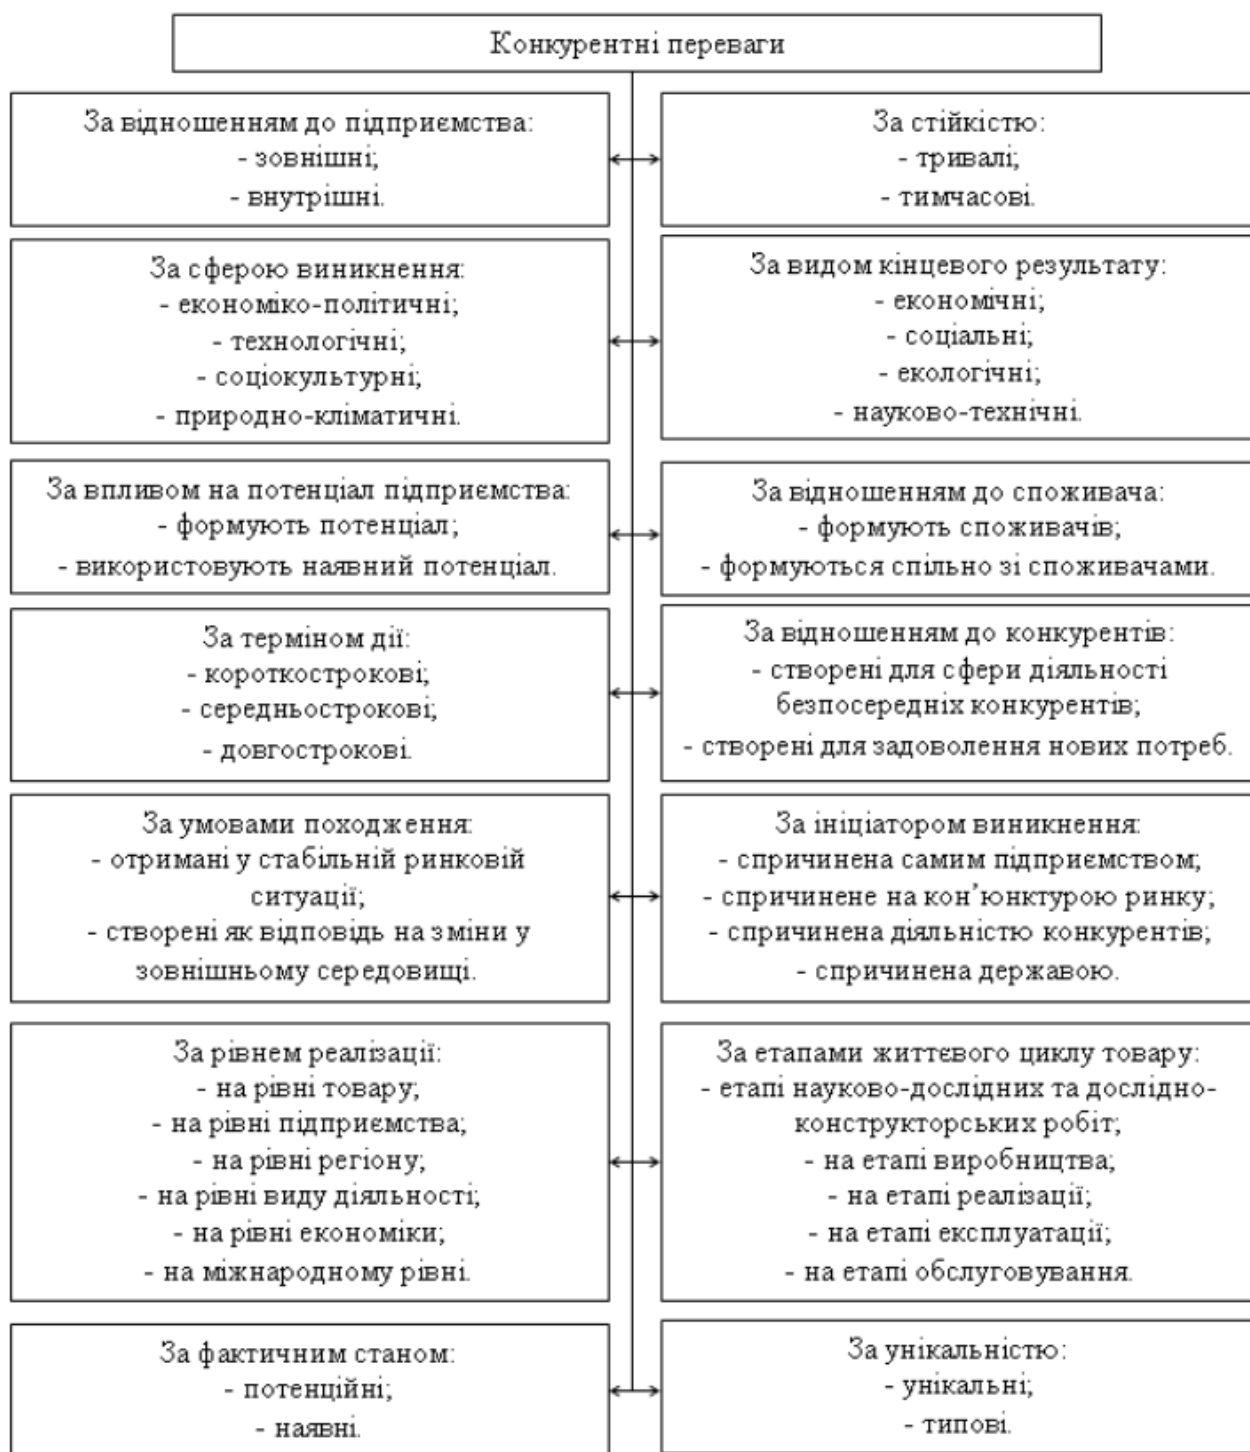 Конкурентні переваги
За відношенням до підприємства:
- зовнішні;
- внутрішні.
За стійкістю:
- тривалі;
- тимчасові.
За сферою виникнення:
- економіко-політичні;
- технологічні;
- соціокультурні;
- природно-кліматичні.
За видом кінцевого результату:
- економічні;
- соціальні;
- екологічні;
- науково-технічні.
За впливом на потенціал підприємства:
- формують потенціал;
- використовують наявний потенціал.
За відношенням до споживача:
- формують споживачів;
- формуються спільно зі споживачами.
За терміном дії:
- короткострокові;
- середньострокові;
- довгострокові.
За відношенням до конкурентів:
- створені для сфери діяльності
безпосередніх конкурентів;
- створені для задоволення нових потреб.
За умовами походження:
- отримані у стабільній ринковій
ситуації;
- створені як відповідь на зміни у
зовнішньому середовищі.
За ініціатором виникнення:
- спричинена самим підприємством;
- спричинене на кон’юнктурою ринку;
- спричинена діяльністю конкурентів;
- спричинена державою.
За рівнем реалізації:
- на рівні товару;
- на рівні підприємства;
- на рівні регіону;
- на рівні виду діяльності;
- на рівні економіки;
- на міжнародному рівні.
За етапами життєвого циклу товару:
- етапі науково-дослідних та дослідно-
конструкторських робіт;
- на етапі виробництва;
- на етапі реалізації;
- на етапі експлуатації;
- на етапі обслуговування.
За фактичним станом:
- потенційні;
- наявні.
За унікальністю:
- унікальні;
- типові.